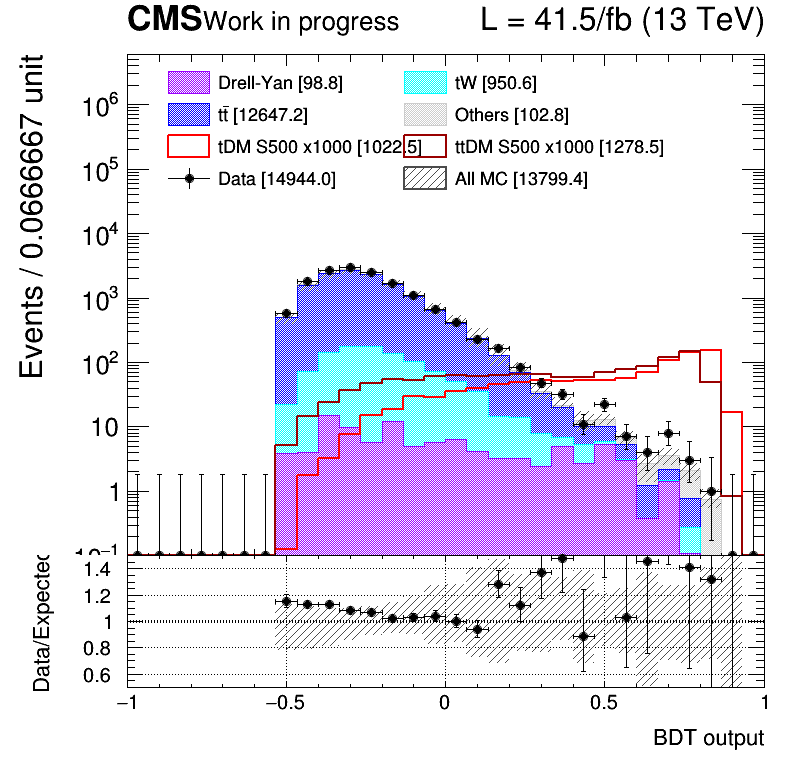 CMS Work in progress L = 41.5/fb (13 TeV)
Events / 0.0666667 unit
Drell-Yan [98.8] tW [950.6]
tt̄ [12647.2] Others [102.8]
tDM S500 x1000 [1022.5] ttDM S500 x1000 [1278.5]
Data [14944.0] All MC [13799.4]
10⁶
10⁵
10⁴
10³
10²
10
1
10⁻¹
Data/Expected
1.4
1.2
1
0.8
0.6
−1 −0.5 0 0.5 1
BDT output